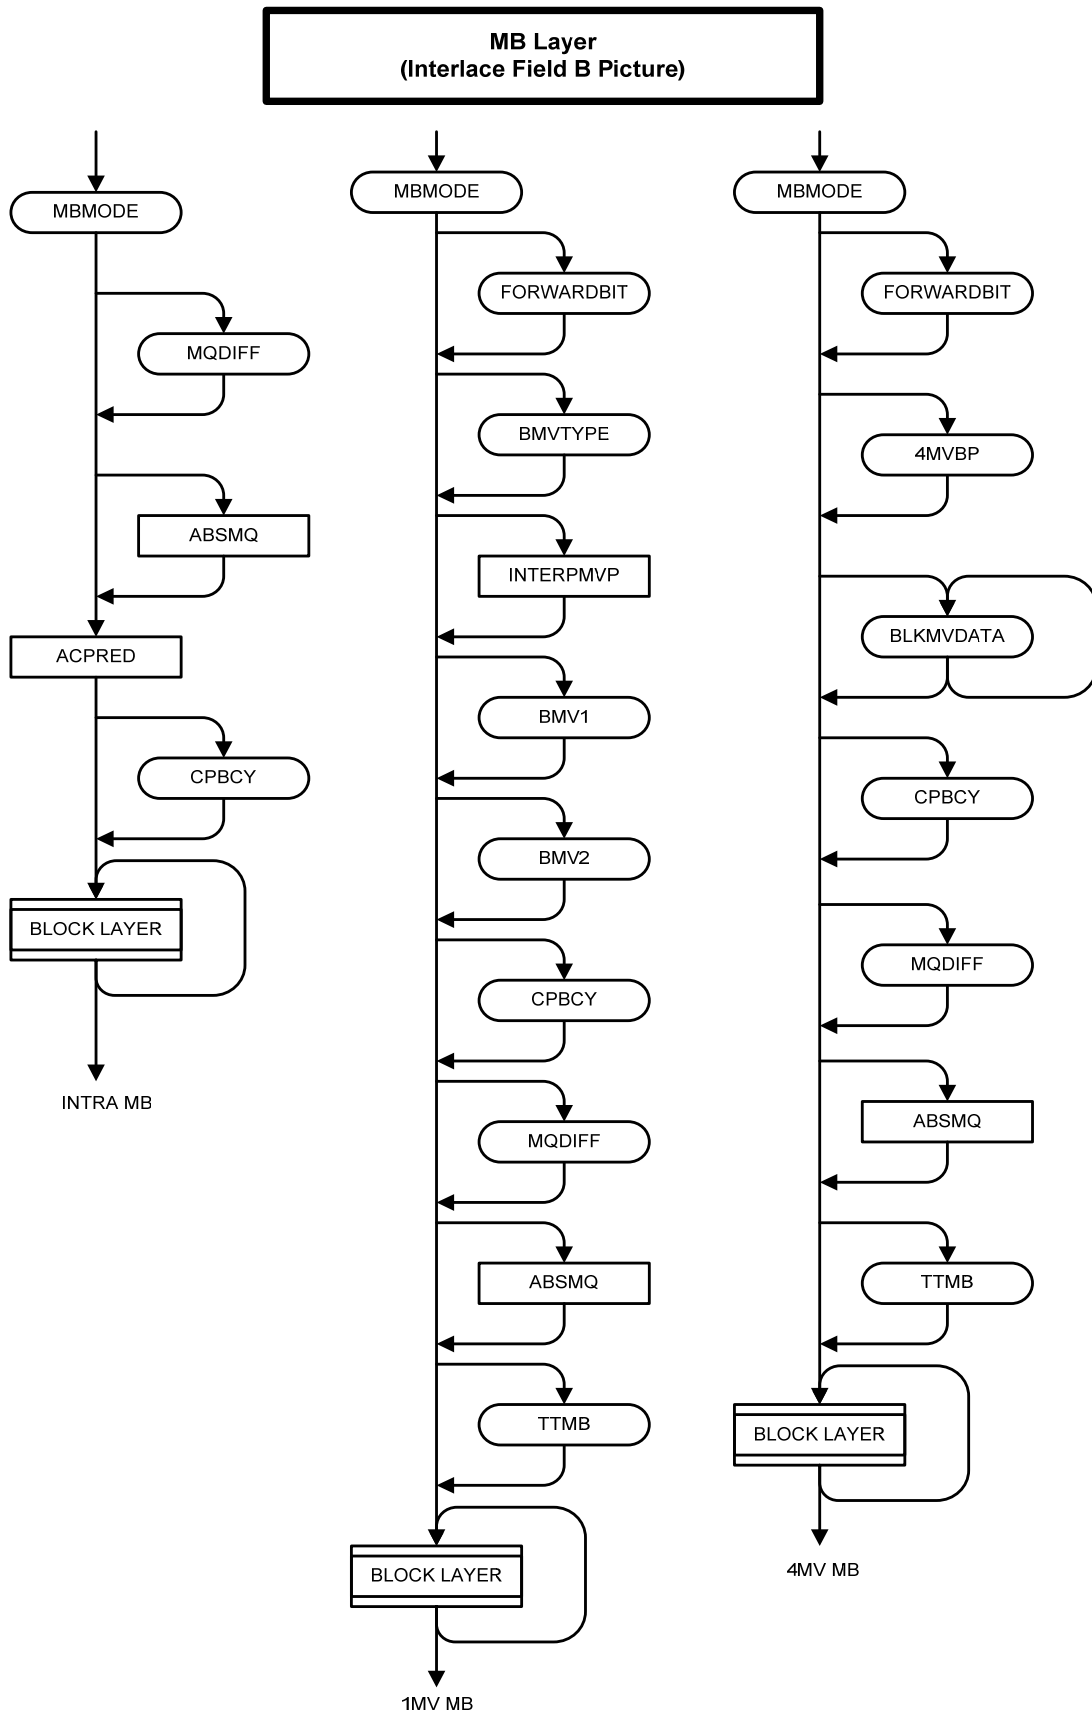 MB Layer
(Interlace Field B Picture)
MBMODE
MQDIFF
ABSMQ
ACPRED
CPBCY
BLOCK LAYER
INTRA MB
MBMODE
FORWARDBIT
BMVTYPE
INTERPMVP
BMV1
BMV2
CPBCY
MQDIFF
ABSMQ
TTMB
BLOCK LAYER
1MV MB
MBMODE
FORWARDBIT
4MVBP
BLKMVDATA
CPBCY
MQDIFF
ABSMQ
TTMB
BLOCK LAYER
4MV MB